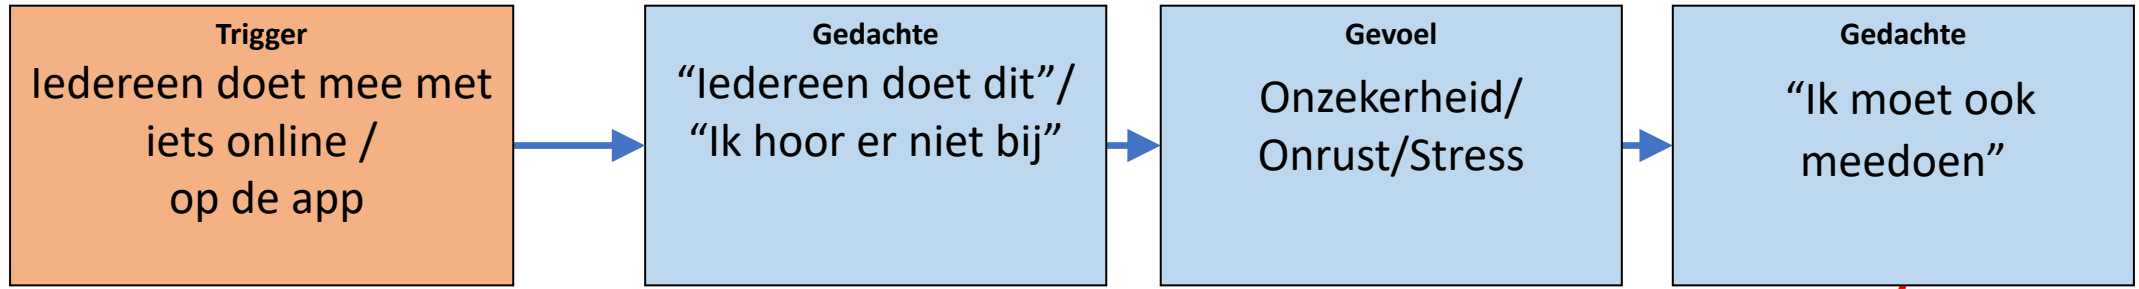 Trigger
Iedereen doet mee met
iets online /
op de app
Gedachte
“Iedereen doet dit”/
“Ik hoor er niet bij”
Gevoel
Onzekerheid/
Onrust/Stress
Gedachte
“Ik moet ook
meedoen”